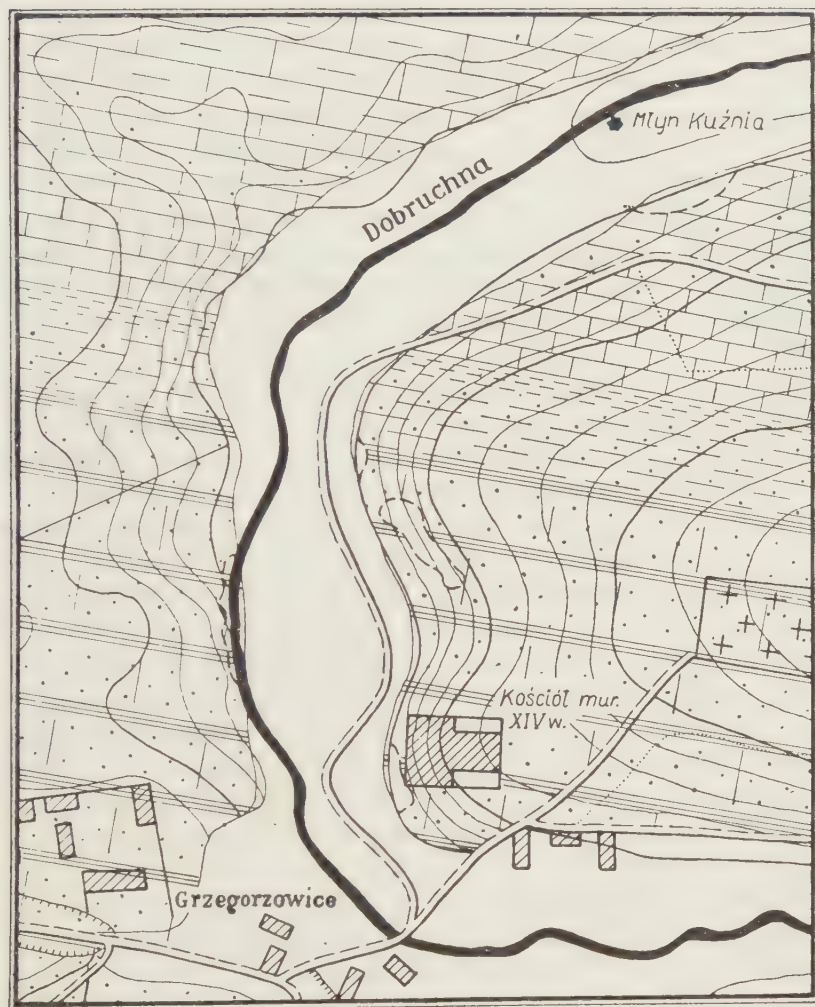 Młyn Kuźnia
Dobruchna
Kościół mur.
XIV w.
Grzegorzowice